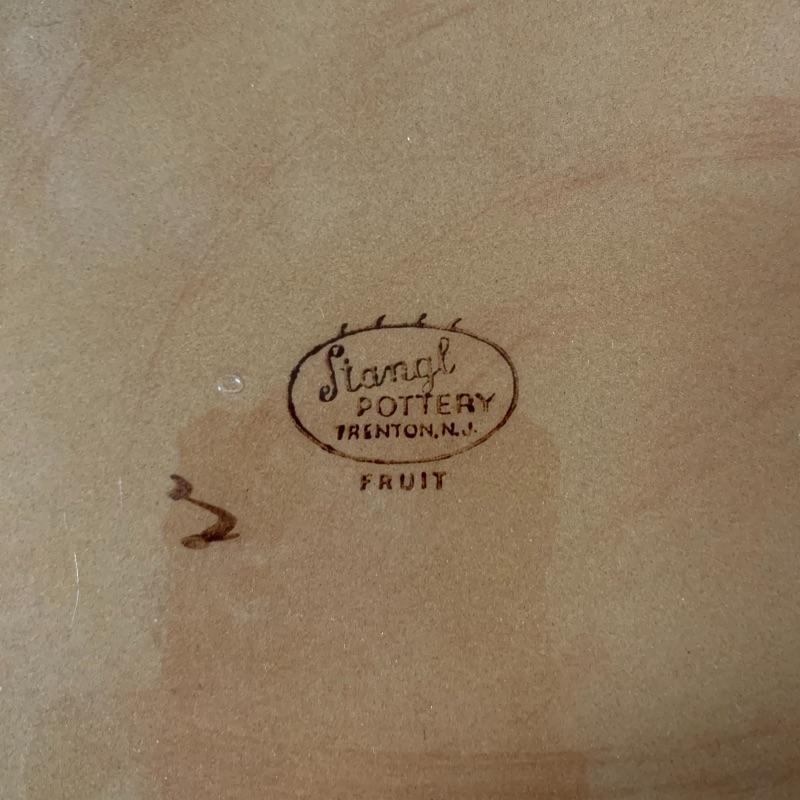 Stangl
POTTERY
TRENTON, N.J.
FRUIT